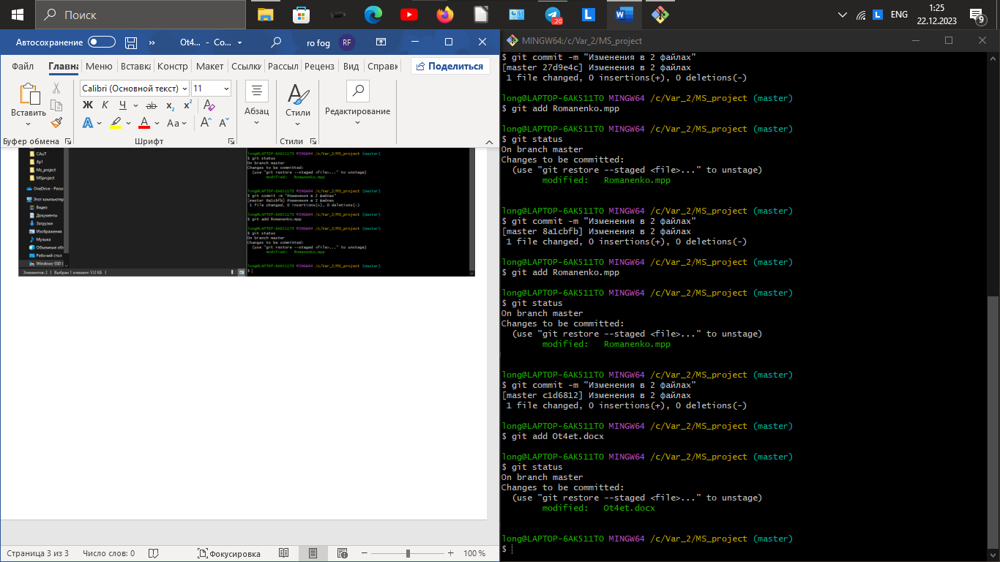 Поиск
20
L
L
ENG
1:25
22.12.2023
9
Автосохранение
Ot4... - Со...
ro fog
RF
Файл Главна Меню Вставка Констр Макет Ссылки Рассыл Реценз Вид Справк Поделиться
Вставить
Буфер обмена
Calibri (Основной текст) 11
Ж К Ч ab x₂ x²
A A Aa A A
Шрифт
Абзац
Стили
Стили
Редактирование
CAuT
Лр1
Ms_project
MSproject
OneDrive - Perso
Этот компьютер
Видео
Документы
Загрузки
Изображения
Музыка
Объемные объ
Рабочий стол
Windows-SSD (
Элементов: 2 | Выбран 1 элемент: 512 КБ |
long@LAPTOP-6AK511TO MINGW64 /c/Var_2/MS_project (master)
$ git status
On branch master
Changes to be committed:
(use "git restore --staged <file>..." to unstage)
modified: Romanenko.mpp
long@LAPTOP-6AK511TO MINGW64 /c/Var_2/MS_project (master)
$ git commit -m "Изменения в 2 файлах"
[master 8a1cbfb] Изменения в 2 файлах
1 file changed, 0 insertions(+), 0 deletions(-)
long@LAPTOP-6AK511TO MINGW64 /c/Var_2/MS_project (master)
$ git add Romanenko.mpp
long@LAPTOP-6AK511TO MINGW64 /c/Var_2/MS_project (master)
$ git status
On branch master
Changes to be committed:
(use "git restore --staged <file>..." to unstage)
modified: Romanenko.mpp
long@LAPTOP-6AK511TO MINGW64 /c/Var_2/MS_project (master)
$
Страница 3 из 3 Число слов: 0 Фокусировка 100 %
MINGW64:/c/Var_2/MS_project
$ git commit -m "Изменения в 2 файлах"
[master 27d9e4c] Изменения в 2 файлах
1 file changed, 0 insertions(+), 0 deletions(-)
long@LAPTOP-6AK511TO MINGW64 /c/Var_2/MS_project (master)
$ git add Romanenko.mpp
long@LAPTOP-6AK511TO MINGW64 /c/Var_2/MS_project (master)
$ git status
On branch master
Changes to be committed:
(use "git restore --staged <file>..." to unstage)
modified: Romanenko.mpp
long@LAPTOP-6AK511TO MINGW64 /c/Var_2/MS_project (master)
$ git commit -m "Изменения в 2 файлах"
[master 8a1cbfb] Изменения в 2 файлах
1 file changed, 0 insertions(+), 0 deletions(-)
long@LAPTOP-6AK511TO MINGW64 /c/Var_2/MS_project (master)
$ git add Romanenko.mpp
long@LAPTOP-6AK511TO MINGW64 /c/Var_2/MS_project (master)
$ git status
On branch master
Changes to be committed:
(use "git restore --staged <file>..." to unstage)
modified: Romanenko.mpp
long@LAPTOP-6AK511TO MINGW64 /c/Var_2/MS_project (master)
$ git commit -m "Изменения в 2 файлах"
[master c1d6812] Изменения в 2 файлах
1 file changed, 0 insertions(+), 0 deletions(-)
long@LAPTOP-6AK511TO MINGW64 /c/Var_2/MS_project (master)
$ git add Ot4et.docx
long@LAPTOP-6AK511TO MINGW64 /c/Var_2/MS_project (master)
$ git status
On branch master
Changes to be committed:
(use "git restore --staged <file>..." to unstage)
modified: Ot4et.docx
long@LAPTOP-6AK511TO MINGW64 /c/Var_2/MS_project (master)
$